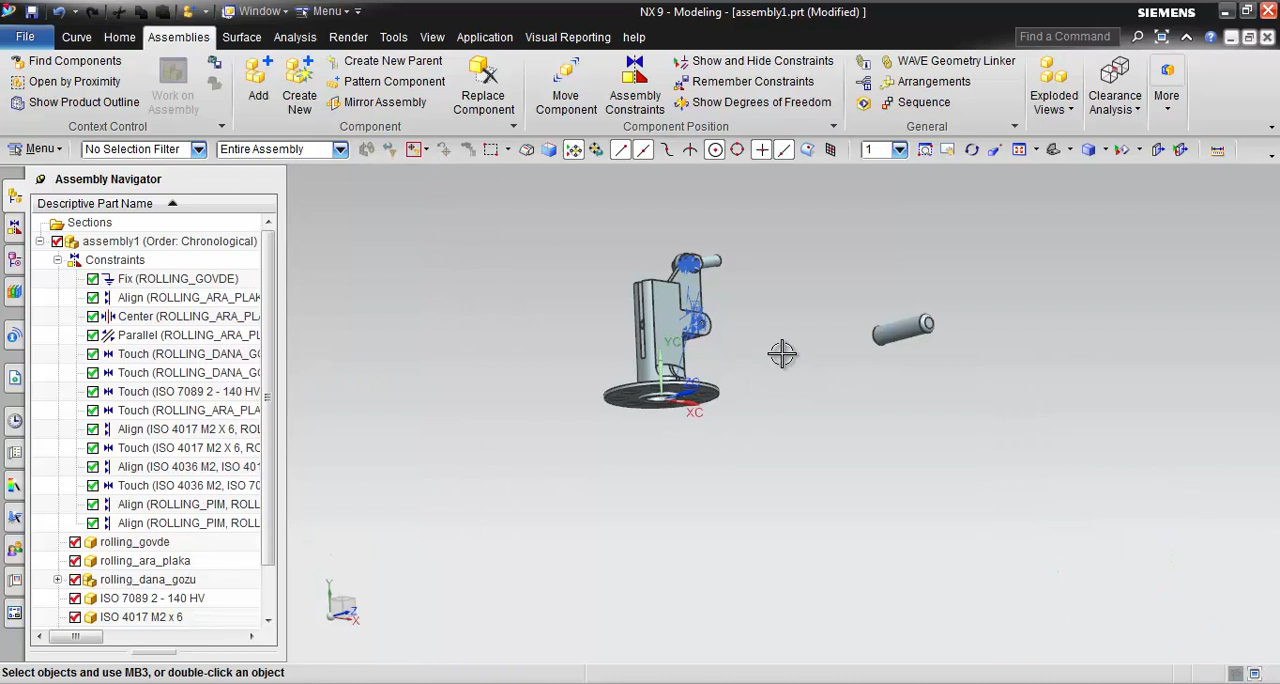 Window Menu NX 9 - Modeling - [assembly1.prt (Modified) ] SIEMENS
File Curve Home Assemblies Surface Analysis Render Tools View Application Visual Reporting help Find a Command
Find Components Create New Parent Show and Hide Constraints WAVE Geometry Linker
Open by Proximity Pattern Component Remember Constraints Arrangements
Show Product Outline Mirror Assembly Show Degrees of Freedom Sequence
Work on Assembly Add Create New Replace Component Move Component Assembly Constraints Exploded Views Clearance Analysis More
Context Control Component Component Position General
Menu No Selection Filter Entire Assembly 1
Assembly Navigator
Descriptive Part Name
Sections
assembly1 (Order: Chronological)
Constraints
Fix (ROLLING_GOVDE)
Align (ROLLING_ARA_PLAK
Center (ROLLING_ARA_PL
Parallel (ROLLING_ARA_P
Touch (ROLLING_DANA_G
Touch (ROLLING_DANA_G
Touch (ISO 7089 2 - 140 HV
Touch (ROLLING_ARA_PL
Align (ISO 4017 M2 X 6, ROL
Touch (ISO 4017 M2 X 6, RO
Align (ISO 4036 M2, ISO 401
Touch (ISO 4036 M2, ISO 70
Align (ROLLING_PIM, ROLL
Align (ROLLING_PIM, ROLL
rolling_govde
rolling_ara_plaka
rolling_dana_gozu
ISO 7089 2 - 140 HV
ISO 4017 M2 x 6
YC
XC
Y
Z
X
Select objects and use MB3, or double-click an object